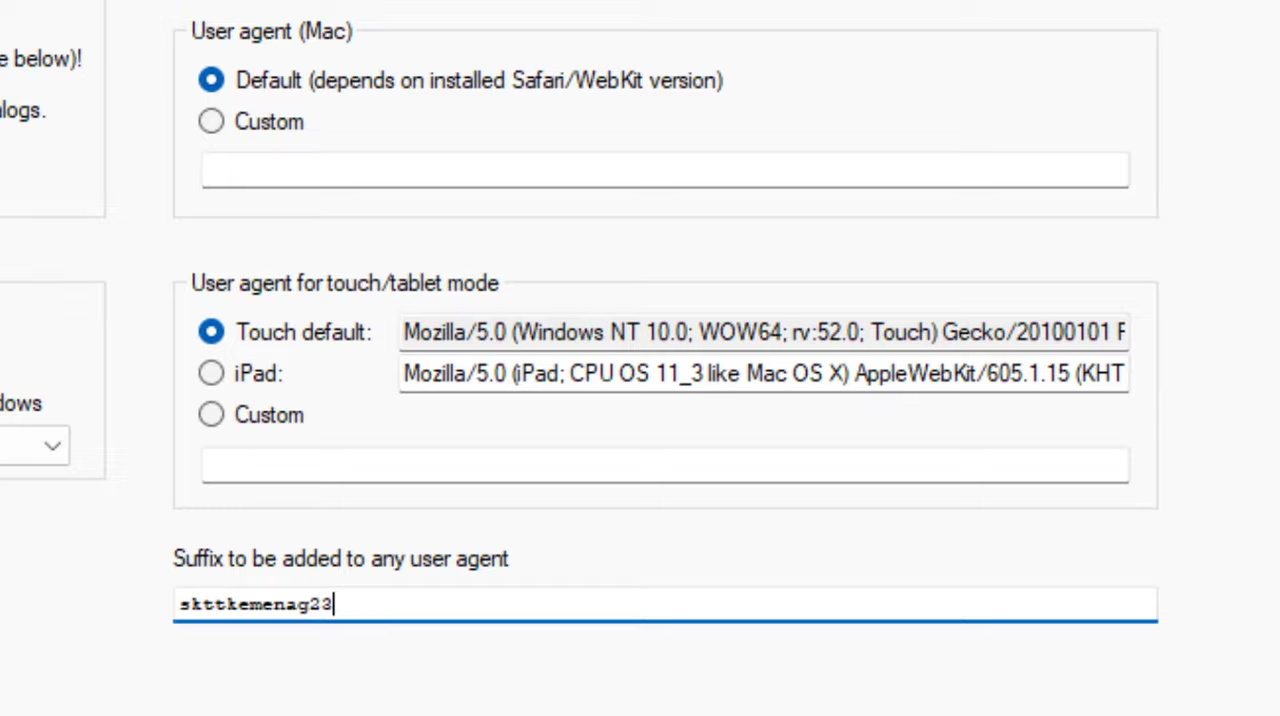 User agent (Mac)
e below)!
Default (depends on installed Safari/WebKit version)
logs.
Custom
User agent for touch/tablet mode
Touch default: Mozilla/5.0 (Windows NT 10.0; WOW64; rv:52.0; Touch) Gecko/20100101 F
iPad: Mozilla/5.0 (iPad; CPU OS 11_3 like Mac OS X) AppleWebKit/605.1.15 (KHT
dows
Custom
Suffix to be added to any user agent
skttkemenag23